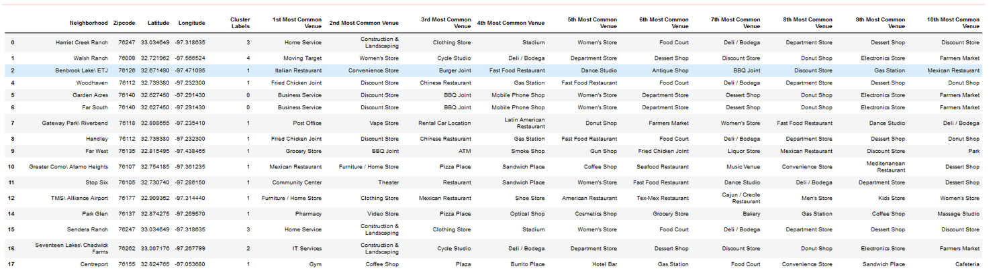 Neighborhood Zipcode Latitude Longitude Cluster Labels 1st Most Common Venue 2nd Most Common Venue 3rd Most Common Venue 4th Most Common Venue 5th Most Common Venue 6th Most Common Venue 7th Most Common Venue 8th Most Common Venue 9th Most Common Venue 10th Most Common Venue
0 Harriet Creek Ranch 76247 33.034649 -97.318635 3 Home Service Construction & Landscaping Clothing Store Stadium Women's Store Food Court Deli / Bodega Department Store Dessert Shop Discount Store
1 Walsh Ranch 76008 32.721962 -97.566524 4 Moving Target Women's Store Cycle Studio Deli / Bodega Department Store Dessert Shop Discount Store Donut Shop Electronics Store Farmers Market
2 Benbrook Lake\ ETJ 76126 32.671490 -97.471095 1 Italian Restaurant Convenience Store Burger Joint Fast Food Restaurant Dance Studio Antique Shop BBQ Joint Discount Store Gas Station Mexican Restaurant
4 Woodhaven 76112 32.739380 -97.232300 1 Fried Chicken Joint Discount Store Chinese Restaurant Gas Station Fast Food Restaurant Food Court Deli / Bodega Department Store Dessert Shop Donut Shop
5 Garden Acres 76140 32.627450 -97.291430 0 Business Service Discount Store BBQ Joint Mobile Phone Shop Women's Store Department Store Dessert Shop Donut Shop Electronics Store Farmers Market
6 Far South 76140 32.627450 -97.291430 0 Business Service Discount Store BBQ Joint Mobile Phone Shop Women's Store Department Store Dessert Shop Donut Shop Electronics Store Farmers Market
7 Gateway Park\ Riverbend 76118 32.808655 -97.235410 1 Post Office Vape Store Rental Car Location Latin American Restaurant Donut Shop Farmers Market Women's Store Fast Food Restaurant Dance Studio Deli / Bodega
8 Handley 76112 32.739380 -97.232300 1 Fried Chicken Joint Discount Store Chinese Restaurant Gas Station Fast Food Restaurant Food Court Deli / Bodega Department Store Dessert Shop Donut Shop
9 Far West 76135 32.815495 -97.438465 1 Grocery Store BBQ Joint ATM Smoke Shop Gun Shop Fried Chicken Joint Liquor Store Mexican Restaurant Discount Store Park
10 Greater Como\ Alamo Heights 76107 32.754185 -97.361235 1 Mexican Restaurant Furniture / Home Store Pizza Place Sandwich Place Coffee Shop Seafood Restaurant Music Venue Convenience Store Mediterranean Restaurant Dessert Shop
11 Stop Six 76105 32.730740 -97.286150 1 Community Center Theater Restaurant Sandwich Place Women's Store Fast Food Restaurant Dance Studio Deli / Bodega Department Store Dessert Shop
12 TMS\ Alliance Airport 76177 32.909362 -97.314440 1 Furniture / Home Store Clothing Store Mexican Restaurant Shoe Store American Restaurant Tex-Mex Restaurant Cajun / Creole Restaurant Men's Store Kids Store Women's Store
14 Park Glen 76137 32.874275 -97.269570 1 Pharmacy Video Store Pizza Place Optical Shop Cosmetics Shop Grocery Store Bakery Gas Station Coffee Shop Massage Studio
15 Sendera Ranch 76247 33.034649 -97.318635 3 Home Service Construction & Landscaping Clothing Store Stadium Women's Store Food Court Deli / Bodega Department Store Dessert Shop Discount Store
16 Seventeen Lakes\ Chadwick Farms 76262 33.007176 -97.267799 2 IT Services Construction & Landscaping Cycle Studio Deli / Bodega Department Store Dessert Shop Discount Store Donut Shop Electronics Store Farmers Market
17 Centreport 76155 32.824765 -97.053680 1 Gym Coffee Shop Plaza Burrito Place Hotel Bar Gas Station Food Court Convenience Store Sandwich Place Cafeteria